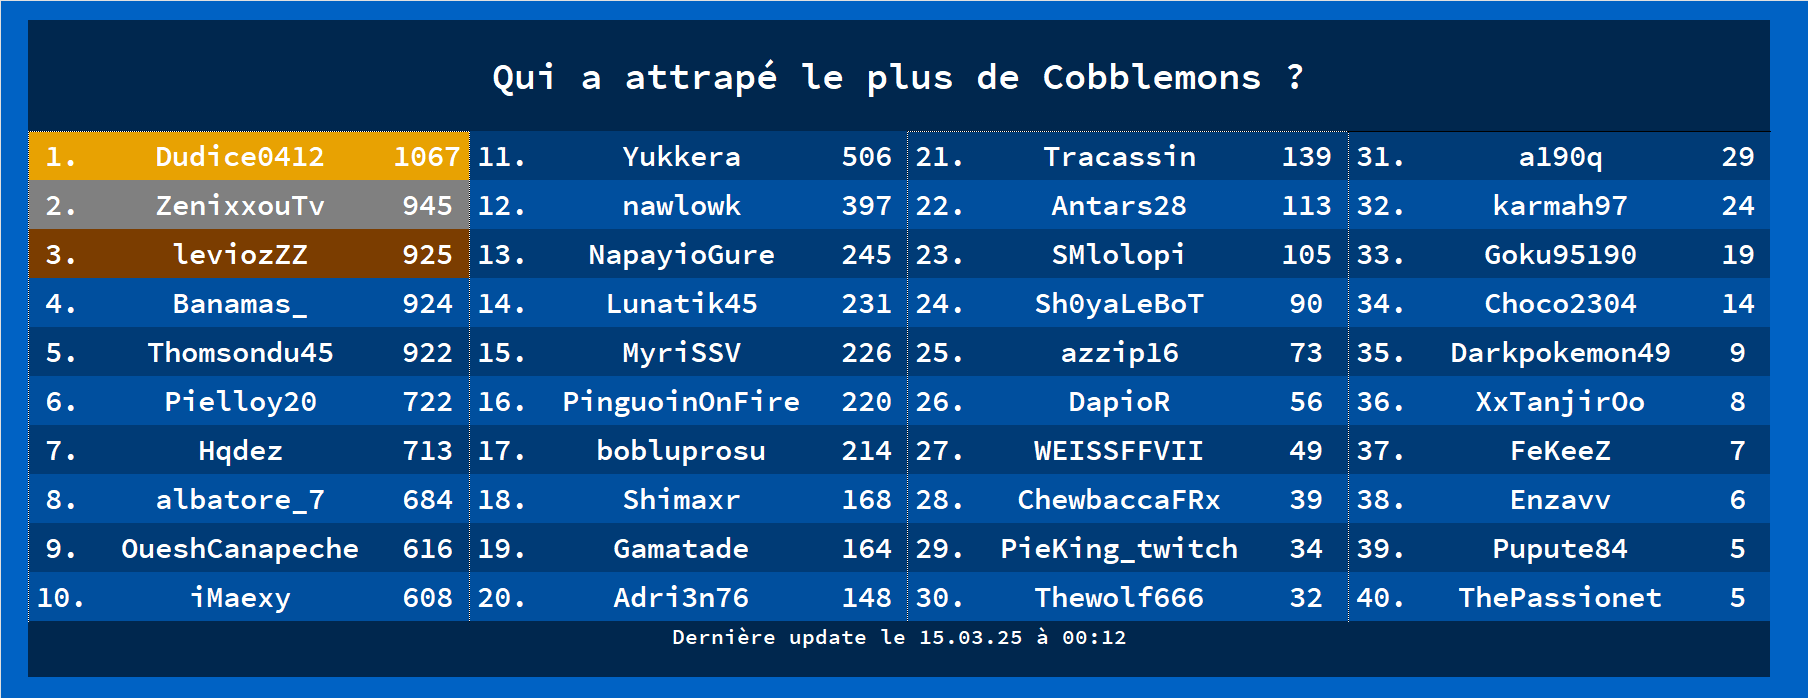 Qui a attrapé le plus de Cobblemons ?
1. Dudice0412 1067 11. Yukkera 506 21. Tracassin 139 31. a190q 29
2. ZenixxouTv 945 12. nawlowk 397 22. Antars28 113 32. karmah97 24
3. leviozZZ 925 13. NapayioGure 245 23. SMlolopi 105 33. Goku95190 19
4. Banamas_ 924 14. Lunatik45 231 24. Sh0yaLeBoT 90 34. Choco2304 14
5. Thomsondu45 922 15. MyriSSV 226 25. azzip16 73 35. Darkpokemon49 9
6. Pielloy20 722 16. PinguoinOnFire 220 26. DapioR 56 36. XxTanjirOo 8
7. Hqdez 713 17. bobluprosu 214 27. WEISSFFVII 49 37. FeKeeZ 7
8. albatore_7 684 18. Shimaxr 168 28. ChewbaccaFRx 39 38. Enzavv 6
9. OueshCanapeche 616 19. Gamatade 164 29. PieKing_twitch 34 39. Pupute84 5
10. iMaexy 608 20. Adri3n76 148 30. Thewolf666 32 40. ThePassionet 5
Dernière update le 15.03.25 à 00:12